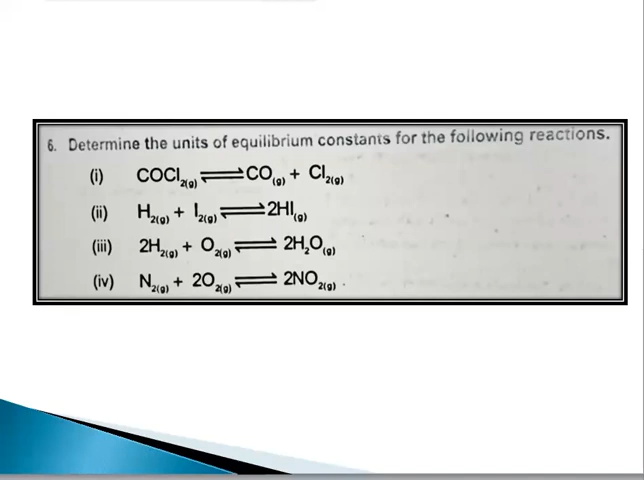 6. Determine the units of equilibrium constants for the following reactions.
(i) COCl₂(g) ⇌ CO(g) + Cl₂(g)
(ii) H₂(g) + I₂(g) ⇌ 2HI(g)
(iii) 2H₂(g) + O₂(g) ⇌ 2H₂O(g)
(iv) N₂(g) + 2O₂(g) ⇌ 2NO₂(g) .